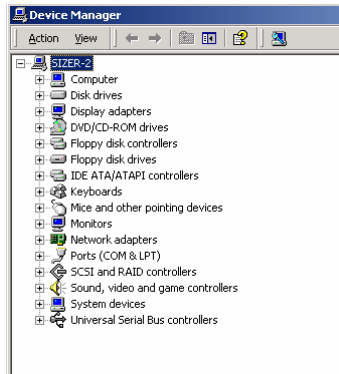 Device Manager
Action View
SIZER-2
Computer
Disk drives
Display adapters
DVD/CD-ROM drives
Floppy disk controllers
Floppy disk drives
IDE ATA/ATAPI controllers
Keyboards
Mice and other pointing devices
Monitors
Network adapters
Ports (COM & LPT)
SCSI and RAID controllers
Sound, video and game controllers
System devices
Universal Serial Bus controllers